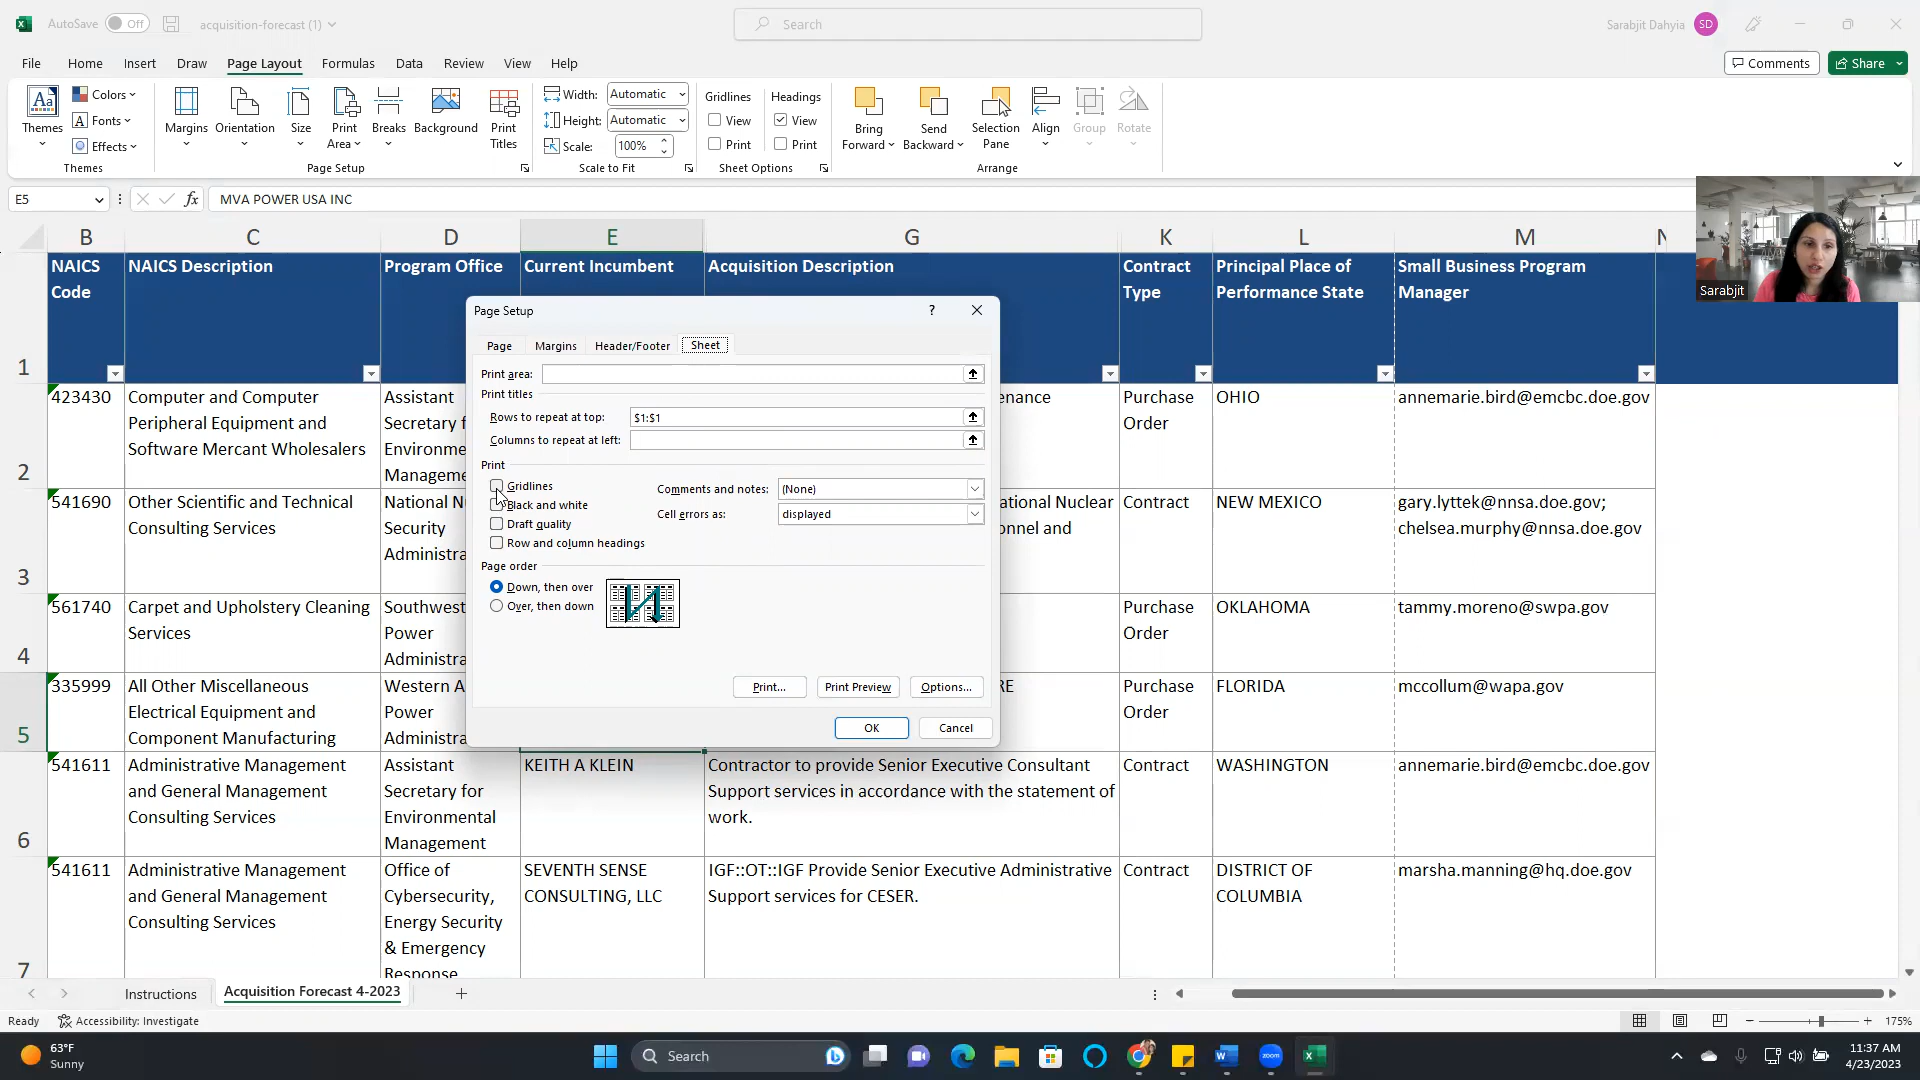 AutoSave
Off
acquisition-forecast (1)
Search
Sarabjit Dahyia
SD
File
Home
Insert
Draw
Page Layout
Formulas
Data
Review
View
Help
Comments
Share
Themes
Colors
Fonts
Effects
Themes
Margins
Orientation
Size
Print Area
Breaks
Background
Print Titles
Page Setup
Width:
Automatic
Height:
Automatic
Scale:
100%
Scale to Fit
Gridlines
View
Print
Headings
View
Print
Sheet Options
Bring Forward
Send Backward
Selection Pane
Align
Group
Rotate
Arrange
E5
fx
MVA POWER USA INC
Sarabjit
B
C
D
E
G
K
L
M
N
1
NAICS Code
NAICS Description
Program Office
Current Incumbent
Acquisition Description
Contract Type
Principal Place of Performance State
Small Business Program Manager
2
423430
Computer and Computer
Peripheral Equipment and
Software Mercant Wholesalers
Assistant
Secretary f
Environme
Manageme
nance
Purchase
Order
OHIO
annemarie.bird@emcbc.doe.gov
3
541690
Other Scientific and Technical
Consulting Services
National Nu
Security
Administra
ational Nuclear
onnel and
Contract
NEW MEXICO
gary.lyttek@nnsa.doe.gov;
chelsea.murphy@nnsa.doe.gov
4
561740
Carpet and Upholstery Cleaning
Services
Southwest
Power
Administra
Purchase
Order
OKLAHOMA
tammy.moreno@swpa.gov
5
335999
All Other Miscellaneous
Electrical Equipment and
Component Manufacturing
Western A
Power
Administra
RE
Purchase
Order
FLORIDA
mccollum@wapa.gov
6
541611
Administrative Management
and General Management
Consulting Services
Assistant
Secretary for
Environmental
Management
KEITH A KLEIN
Contractor to provide Senior Executive Consultant
Support services in accordance with the statement of
work.
Contract
WASHINGTON
annemarie.bird@emcbc.doe.gov
7
541611
Administrative Management
and General Management
Consulting Services
Office of
Cybersecurity,
Energy Security
& Emergency
Response
SEVENTH SENSE
CONSULTING, LLC
IGF::OT::IGF Provide Senior Executive Administrative
Support services for CESER.
Contract
DISTRICT OF
COLUMBIA
marsha.manning@hq.doe.gov
Page Setup
?
Page
Margins
Header/Footer
Sheet
Print area:
Print titles
Rows to repeat at top:
$1:$1
Columns to repeat at left:
Print
Gridlines
Black and white
Draft quality
Row and column headings
Comments and notes:
(None)
Cell errors as:
displayed
Page order
Down, then over
Over, then down
Print...
Print Preview
Options...
OK
Cancel
Instructions
Acquisition Forecast 4-2023
Ready
Accessibility: Investigate
175%
63°F
Sunny
Search
zoom
11:37 AM
4/23/2023